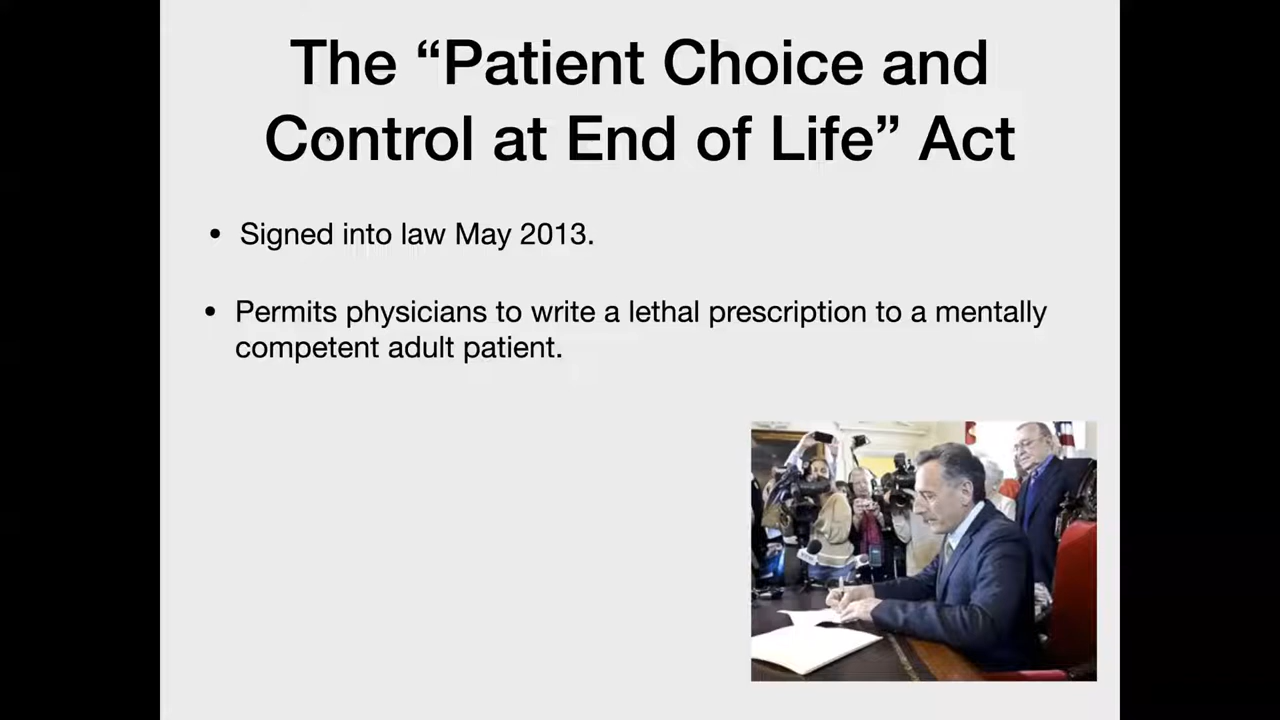 The “Patient Choice and
Control at End of Life” Act
• Signed into law May 2013.
• Permits physicians to write a lethal prescription to a mentally
competent adult patient.